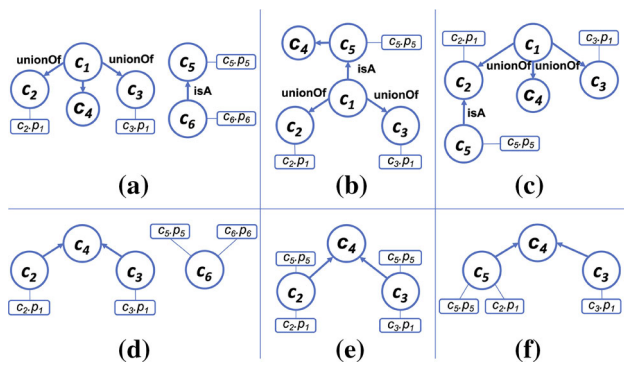 unionOf c1 unionOf
c2 c4 c3
c2.p1 c3.p1
c5 c5.p5
isA
c6 c6.p6
(a)
c4 c5 c5.p5
isA
unionOf c1 unionOf
c2 c3
c2.p1 c3.p1
(b)
c2.p1 c1 c3.p1
unionOf unionOf
c2 c4 c3
isA
c5 c5.p5
(c)
c4
c2 c3
c2.p1 c3.p1
c5.p5 c6.p6
c6
(d)
c4
c5.p5 c5.p5
c2 c3
c2.p1 c3.p1
(e)
c4
c5 c3
c5.p5 c2.p1 c3.p1
(f)